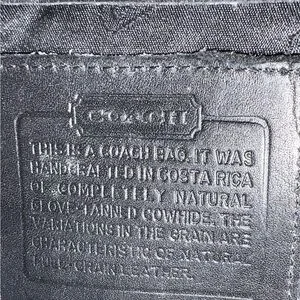 COACH
THIS IS A COACH BAG. IT WAS
HANDCRAFTED IN COSTA RICA
OF COMPLETELY NATURAL
GLOVE-TANNED COWHIDE. THE
VARIATIONS IN THE GRAIN ARE
CHARACTERISTIC OF NATURAL
FULL-GRAIN LEATHER.